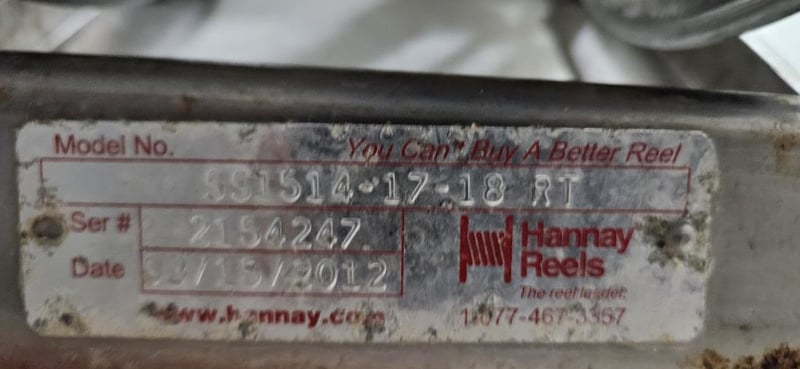 Model No.
You Can't Buy A Better Reel
SS1514-17-18 RT
Ser #
2154247
Date
/2012
Hannay
Reels
The reel leader.
www.hannay.com
1-877-467-3357